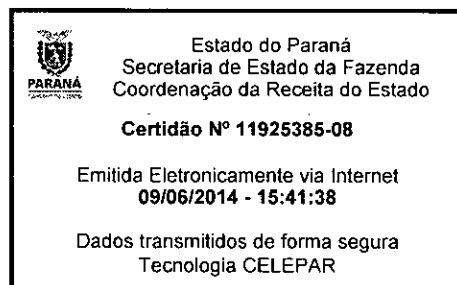 Estado do Paraná
Secretaria de Estado da Fazenda
PARANÁ
Coordenação da Receita do Estado
Certidão Nº 11925385-08
Emitida Eletronicamente via Internet
09/06/2014 - 15:41:38
Dados transmitidos de forma segura
Tecnologia CELEPAR